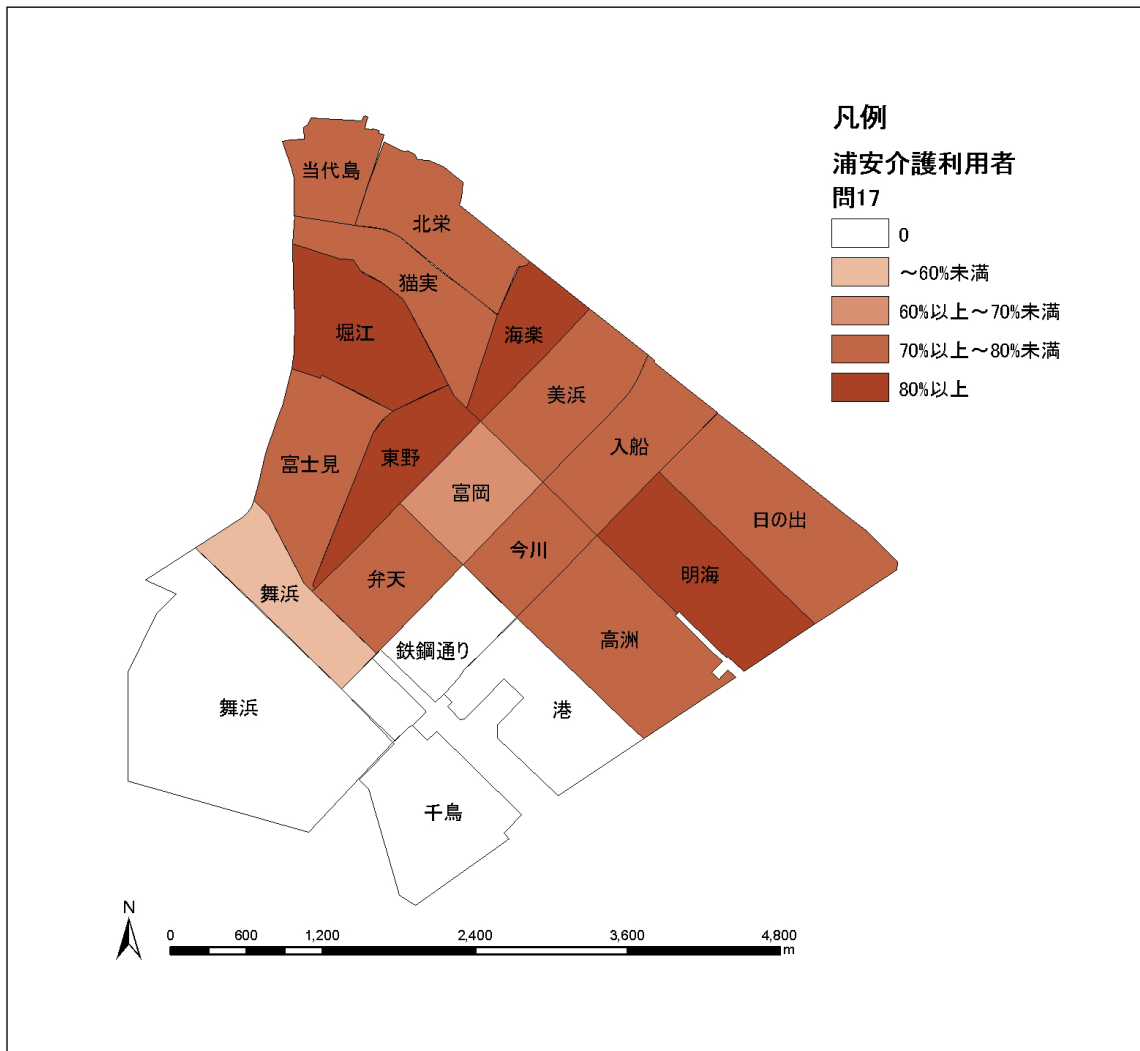 凡例
浦安介護利用者
問17
0
～60%未満
60%以上～70%未満
70%以上～80%未満
80%以上
当代島
北栄
猫実
堀江
海楽
美浜
入船
富士見
東野
富岡
日の出
今川
明海
弁天
舞浜
高洲
鉄鋼通り
舞浜
港
千鳥
N
0 600 1,200 2,400 3,600 4,800
m